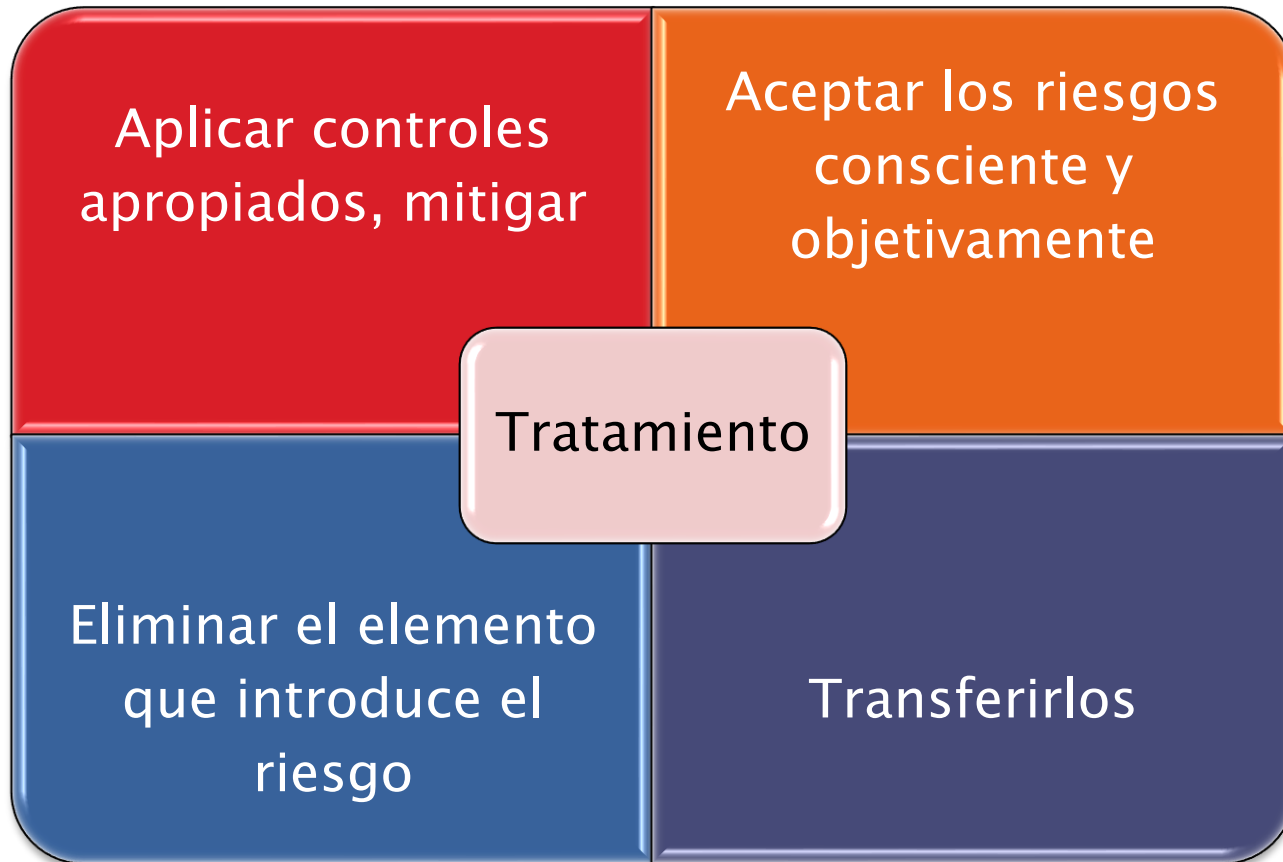 Aplicar controles
apropiados, mitigar
Aceptar los riesgos
consciente y
objetivamente
Tratamiento
Eliminar el elemento
que introduce el
riesgo
Transferirlos